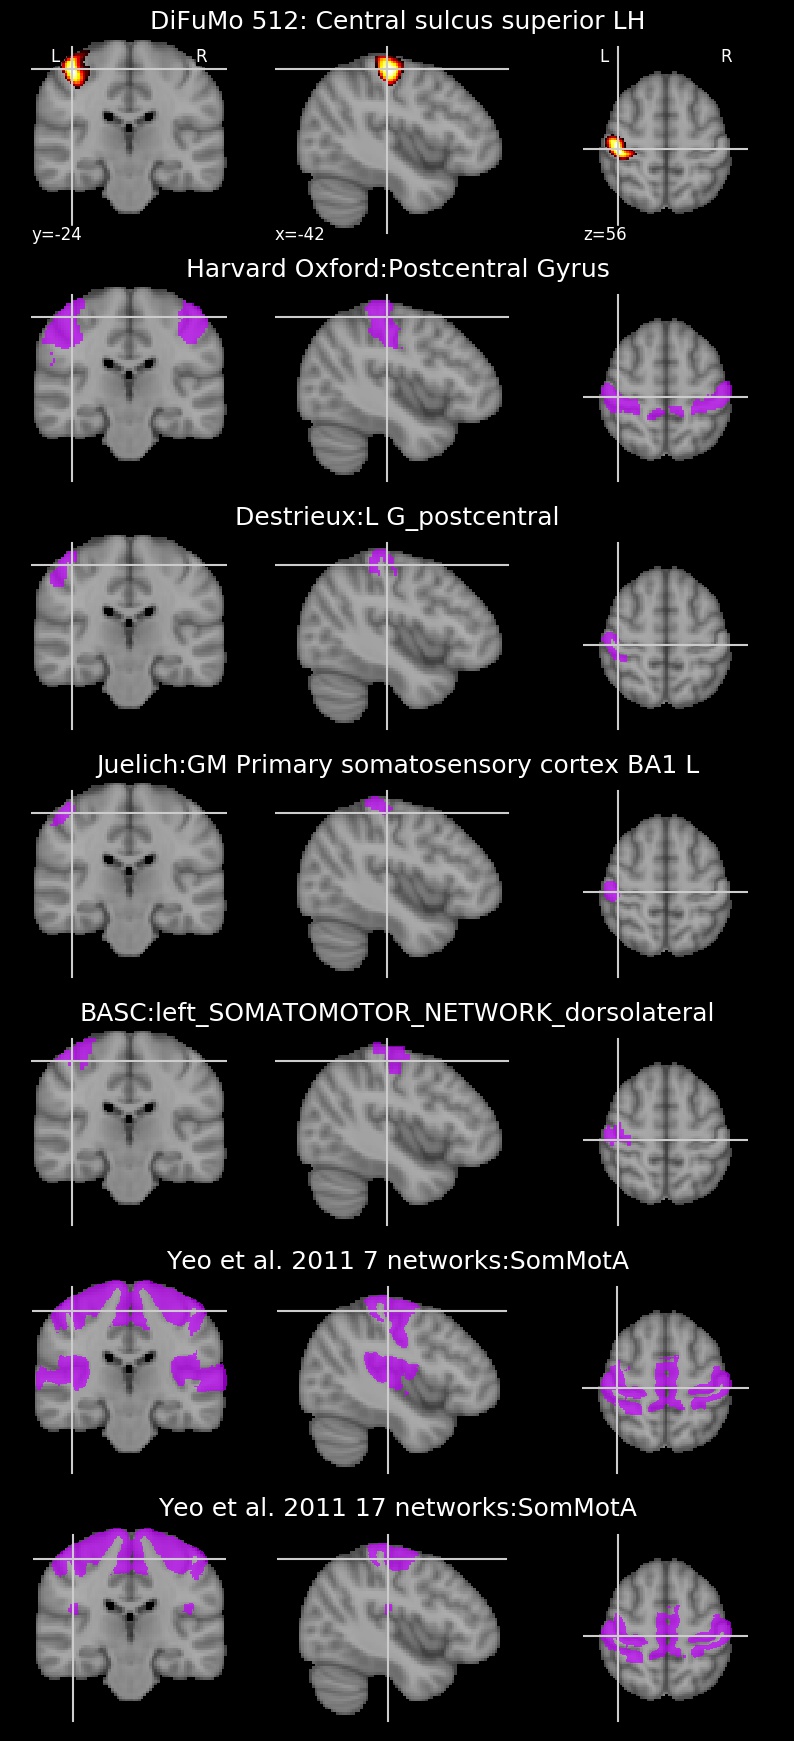 DiFuMo 512: Central sulcus superior LH
L R L R
y=-24 x=-42 z=56
Harvard Oxford:Postcentral Gyrus
Destrieux:L G_postcentral
Juelich:GM Primary somatosensory cortex BA1 L
BASC:left_SOMATOMOTOR_NETWORK_dorsolateral
Yeo et al. 2011 7 networks:SomMotA
Yeo et al. 2011 17 networks:SomMotA